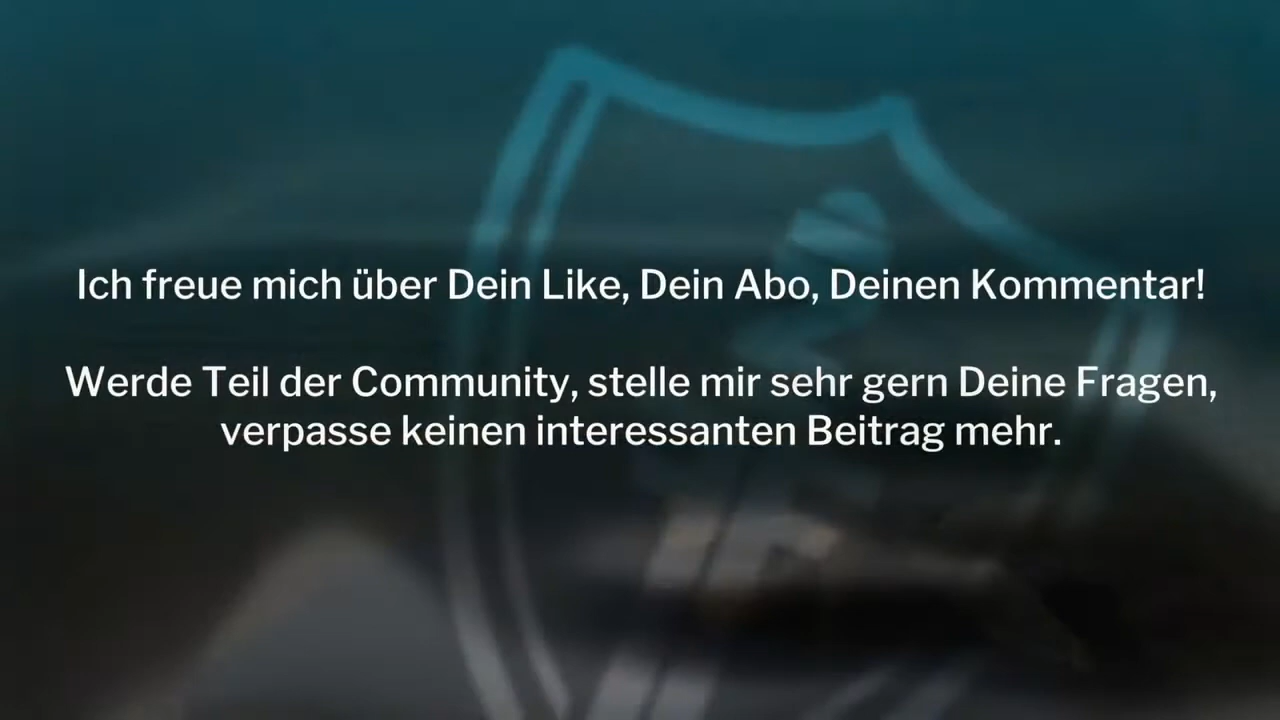 Ich freue mich über Dein Like, Dein Abo, Deinen Kommentar!
Werde Teil der Community, stelle mir sehr gern Deine Fragen,
verpasse keinen interessanten Beitrag mehr.